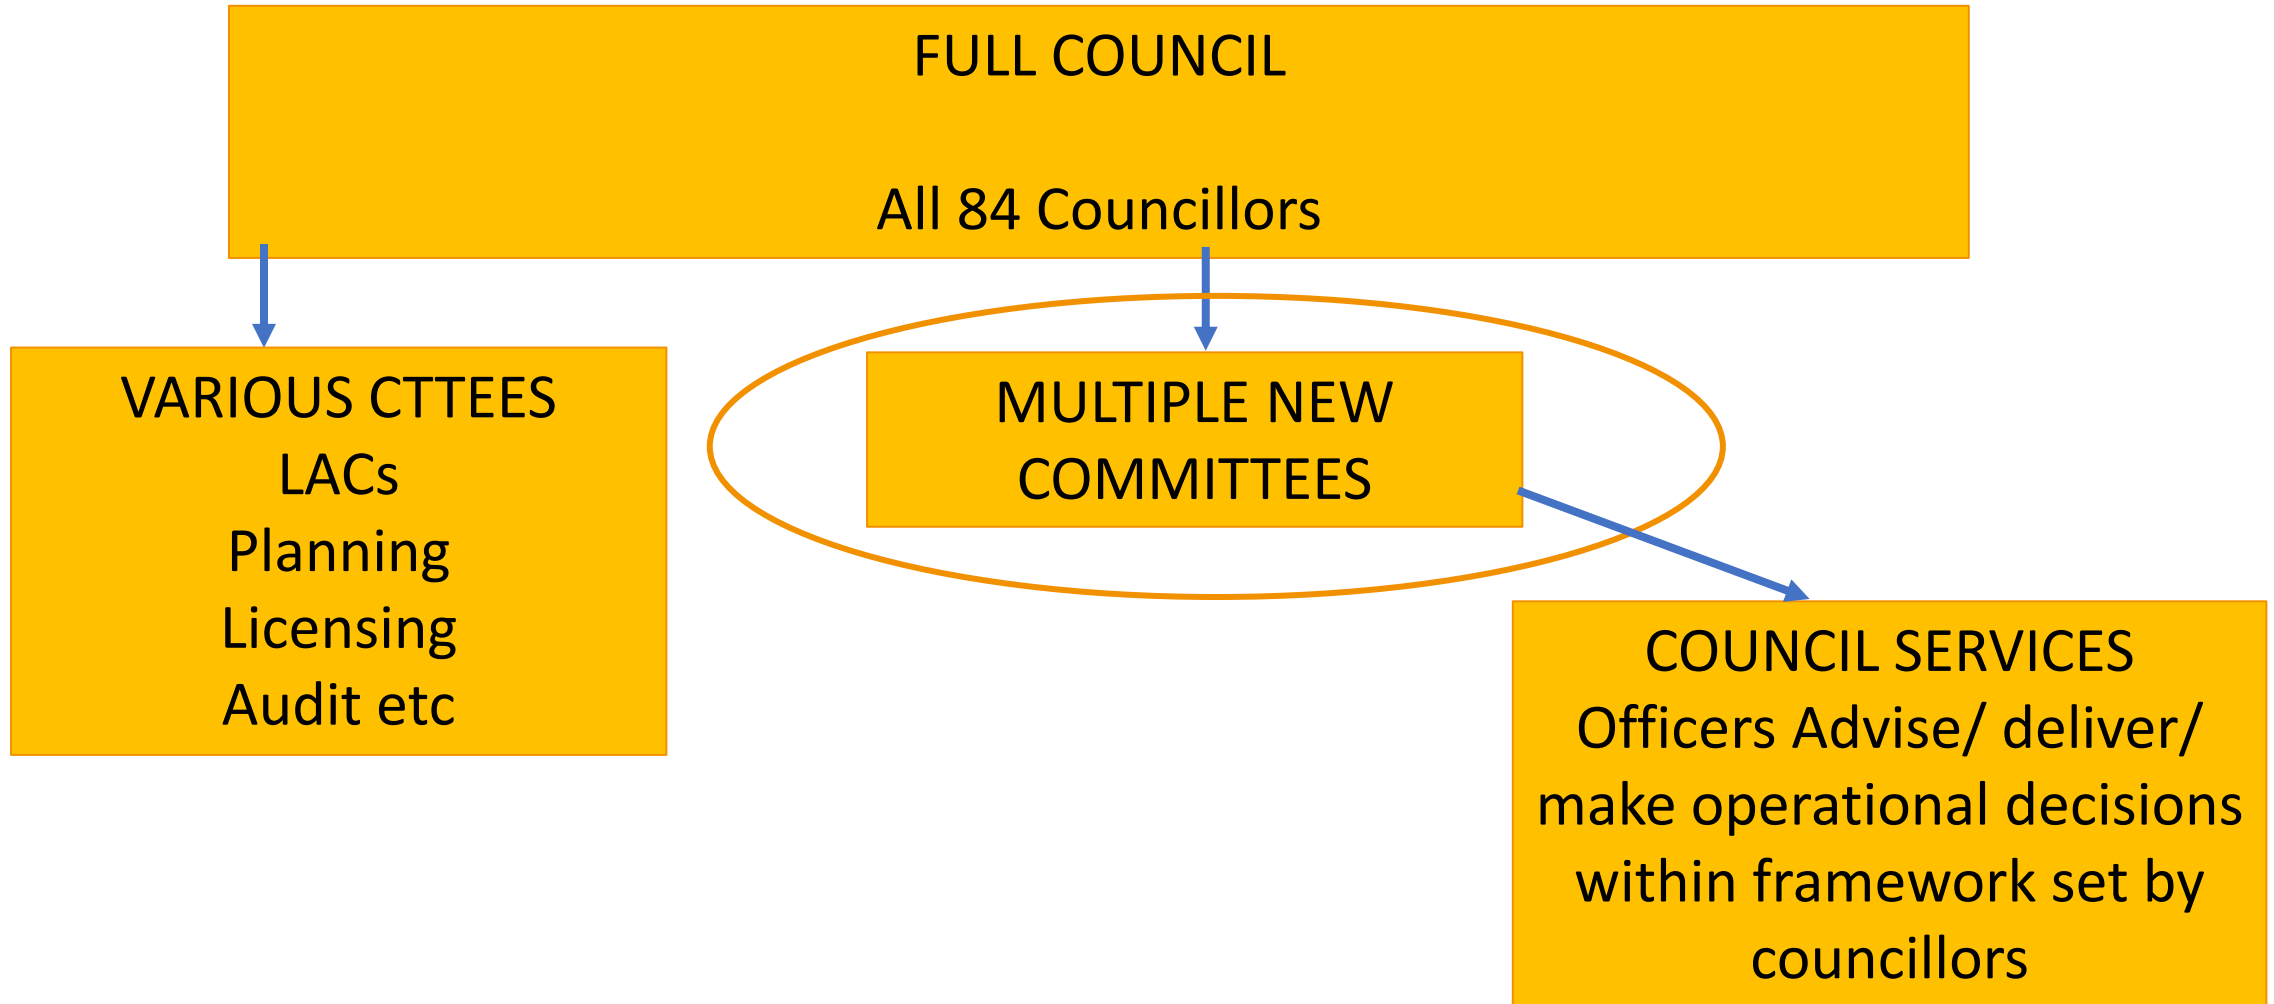 FULL COUNCIL
All 84 Councillors
VARIOUS CTTEES
LACs
Planning
Licensing
Audit etc
MULTIPLE NEW
COMMITTEES
COUNCIL SERVICES
Officers Advise/ deliver/
make operational decisions
within framework set by
councillors